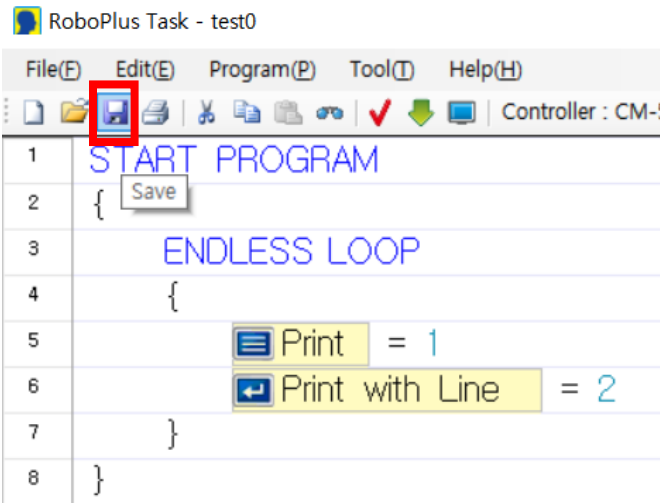 RoboPlus Task - test0
File(F) Edit(E) Program(P) Tool(T) Help(H)
Controller : CM-5
1 START PROGRAM
Save
2 {
3 ENDLESS LOOP
4 {
5 Print = 1
6 Print with Line = 2
7 }
8 }